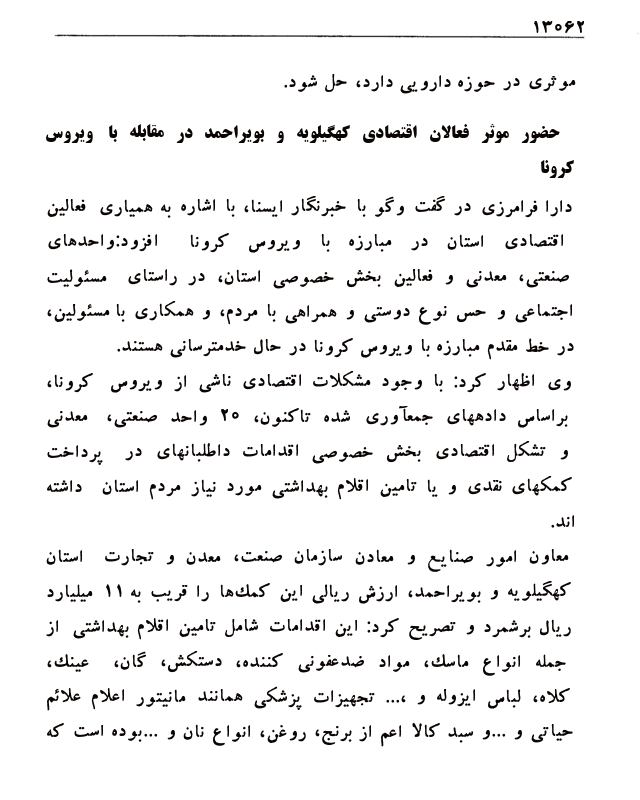 ۱۳۰۶۲
موثری در حوزه دارویی دارد، حل شود.
حضور موثر فعالان اقتصادی کهگیلویه و بویراحمد در مقابله با ویروس
کرونا
دارا فرامرزی در گفت وگو با خبرنگار ایسنا، با اشاره به همیاری فعالین
اقتصادی استان در مبارزه با ویروس کرونا افزود:واحدهای
صنعتی، معدنی و فعالین بخش خصوصی استان، در راستای مسئولیت
اجتماعی و حس نوع دوستی و همراهی با مردم، و همکاری با مسئولین،
در خط مقدم مبارزه با ویروس کرونا در حال خدمترسانی هستند.
وی اظهار کرد: با وجود مشکلات اقتصادی ناشی از ویروس کرونا،
براساس دادههای جمعآوری شده تاکنون، ۲۰ واحد صنعتی، معدنی
و تشکل اقتصادی بخش خصوصی اقدامات داطلبانهای در پرداخت
کمکهای نقدی و یا تامین اقلام بهداشتی مورد نیاز مردم استان داشته
اند.
معاون امور صنایع و معادن سازمان صنعت، معدن و تجارت استان
کهگیلویه و بویراحمد، ارزش ریالی این کمک‌ها را قریب به ۱۱ میلیارد
ریال برشمرد و تصریح کرد: این اقدامات شامل تامین اقلام بهداشتی از
جمله انواع ماسک، مواد ضدعفونی کننده، دستکش، گان، عینک،
کلاه، لباس ایزوله و ،... تجهیزات پزشکی همانند مانیتور اعلام علائم
حیاتی و ...و سبد کالا اعم از برنج، روغن، انواع نان و ...بوده است که